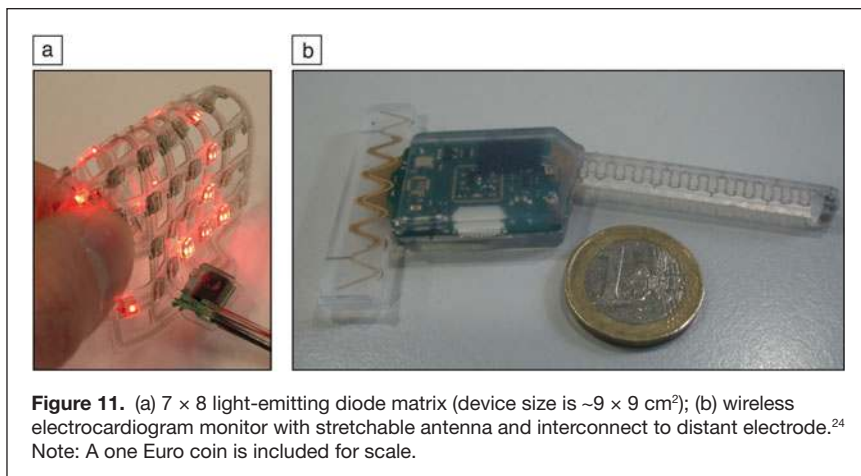 a
b
1
Figure 11. (a) 7 × 8 light-emitting diode matrix (device size is ~9 × 9 cm²); (b) wireless
electrocardiogram monitor with stretchable antenna and interconnect to distant electrode.²⁴
Note: A one Euro coin is included for scale.